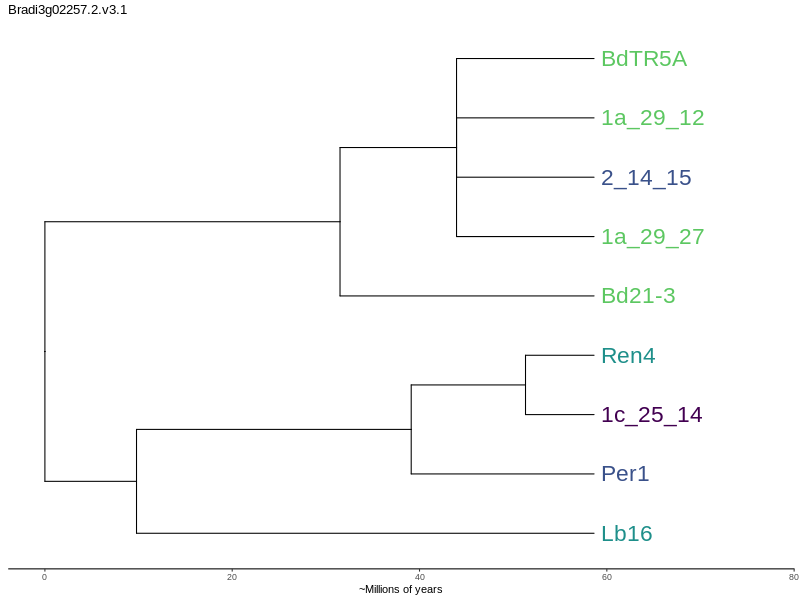 Bradi3g02257.2.v3.1
BdTR5A
1a_29_12
2_14_15
1a_29_27
Bd21-3
Ren4
1c_25_14
Per1
Lb16
0 20 40 60 80
~Millions of years